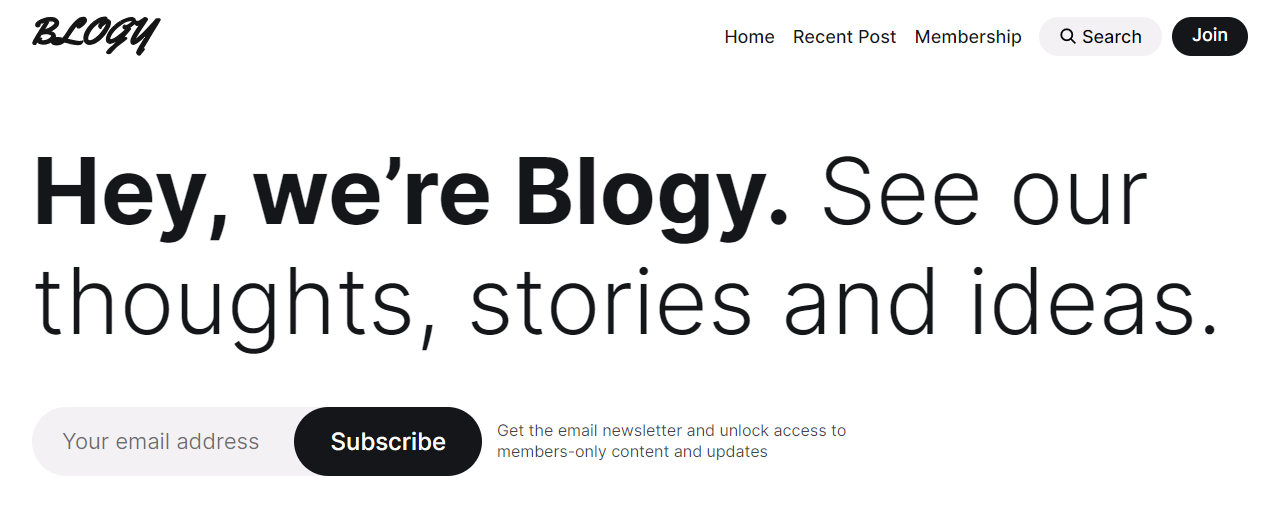 BLOGY
Home Recent Post Membership Search Join
Hey, we’re Blogy. See our
thoughts, stories and ideas.
Your email address Subscribe
Get the email newsletter and unlock access to
members-only content and updates